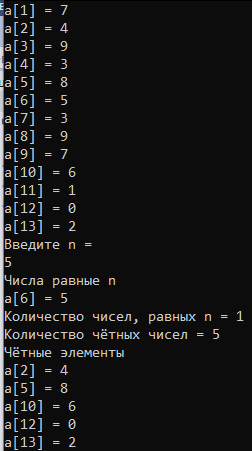 a[1] = 7
a[2] = 4
a[3] = 9
a[4] = 3
a[5] = 8
a[6] = 5
a[7] = 3
a[8] = 9
a[9] = 7
a[10] = 6
a[11] = 1
a[12] = 0
a[13] = 2
Введите n =
5
Числа равные n
a[6] = 5
Количество чисел, равных n = 1
Количество чётных чисел = 5
Чётные элементы
a[2] = 4
a[5] = 8
a[10] = 6
a[12] = 0
a[13] = 2